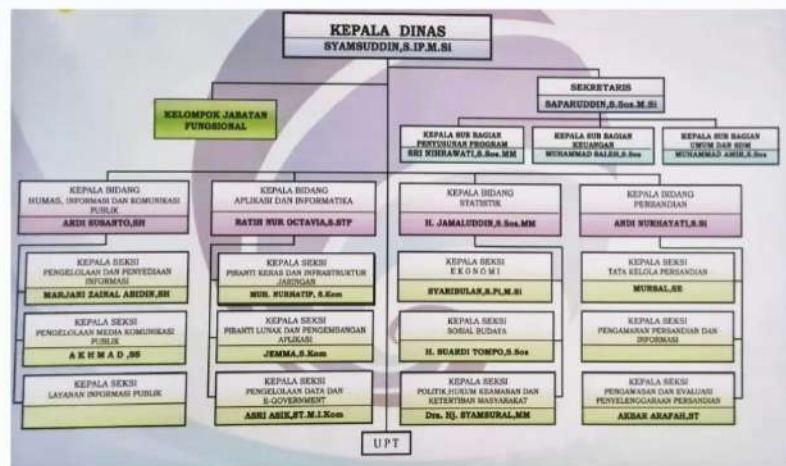 KEPALA DINAS
SYAMSUDDIN,S.IP.M.Si
SEKRETARIS
SAPARUDDIN,S.Sos.M.Si
KELOMPOK JABATAN
FUNGSIONAL
KEPALA SUB BAGIAN
PENYUSUNAN PROGRAM
SRI NIHRAWATI,S.Sos.MM
KEPALA SUB BAGIAN
KEUANGAN
MUHAMMAD SALEH,S.Sos
KEPALA SUB BAGIAN
UMUM DAN SDM
MUHAMMAD AMIR,S.Sos
KEPALA BIDANG
HUMAS, INFORMASI DAN KOMUNIKASI
PUBLIK
ARDI SUSANTO,SH
KEPALA BIDANG
APLIKASI DAN INFORMATIKA
RATIH NUR OCTAVIA,S.STP
KEPALA BIDANG
STATISTIK
H. JAMALUDDIN,S.Sos.MM
KEPALA BIDANG
PERSANDIAN
ANDI NURHAYATI,S.Si
KEPALA SEKSI
PENGELOLAAN DAN PENYEDIAAN
INFORMASI
MARJANI ZAINAL ABIDIN,SH
KEPALA SEKSI
PIRANTI KERAS DAN INFRASTRUKTUR
JARINGAN
MUH. NURHATIP, S.Kom
KEPALA SEKSI
E K O N O M I
SYAHBULAN,S.Pi,M.Si
KEPALA SEKSI
TATA KELOLA PERSANDIAN
MURSAL,SE
KEPALA SEKSI
PENGELOLAAN MEDIA KOMUNIKASI
PUBLIK
A K H M A D ,SS
KEPALA SEKSI
PIRANTI LUNAK DAN PENGEMBANGAN
APLIKASI
JEMMA,S.Kom
KEPALA SEKSI
SOSIAL BUDAYA
H. SUARDI TOMPO,S.Sos
KEPALA SEKSI
PENGAMANAN PERSANDIAN DAN
INFORMASI
KEPALA SEKSI
LAYANAN INFORMASI PUBLIK
KEPALA SEKSI
PENGELOLAAN DATA DAN
E-GOVERNMENT
ASRI ASIK,ST.M.I.Kom
KEPALA SEKSI
POLITIK,HUKUM KEAMANAN DAN
KETERTIBAN MASYARAKAT
Dra. Hj. SYAMSURAL,MM
KEPALA SEKSI
PENGAWASAN DAN EVALUASI
PENYELENGGARAAN PERSANDIAN
AKBAR ARAFAH,ST
UPT